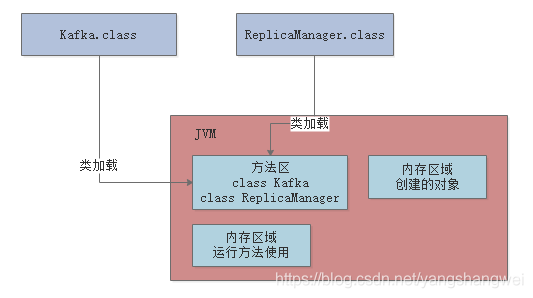 Kafka.class
ReplicaManager.class
类加载
JVM
类加载
方法区
class Kafka
class ReplicaManager
内存区域
创建的对象
内存区域
运行方法使用
https://blog.csdn.net/yangshangwei